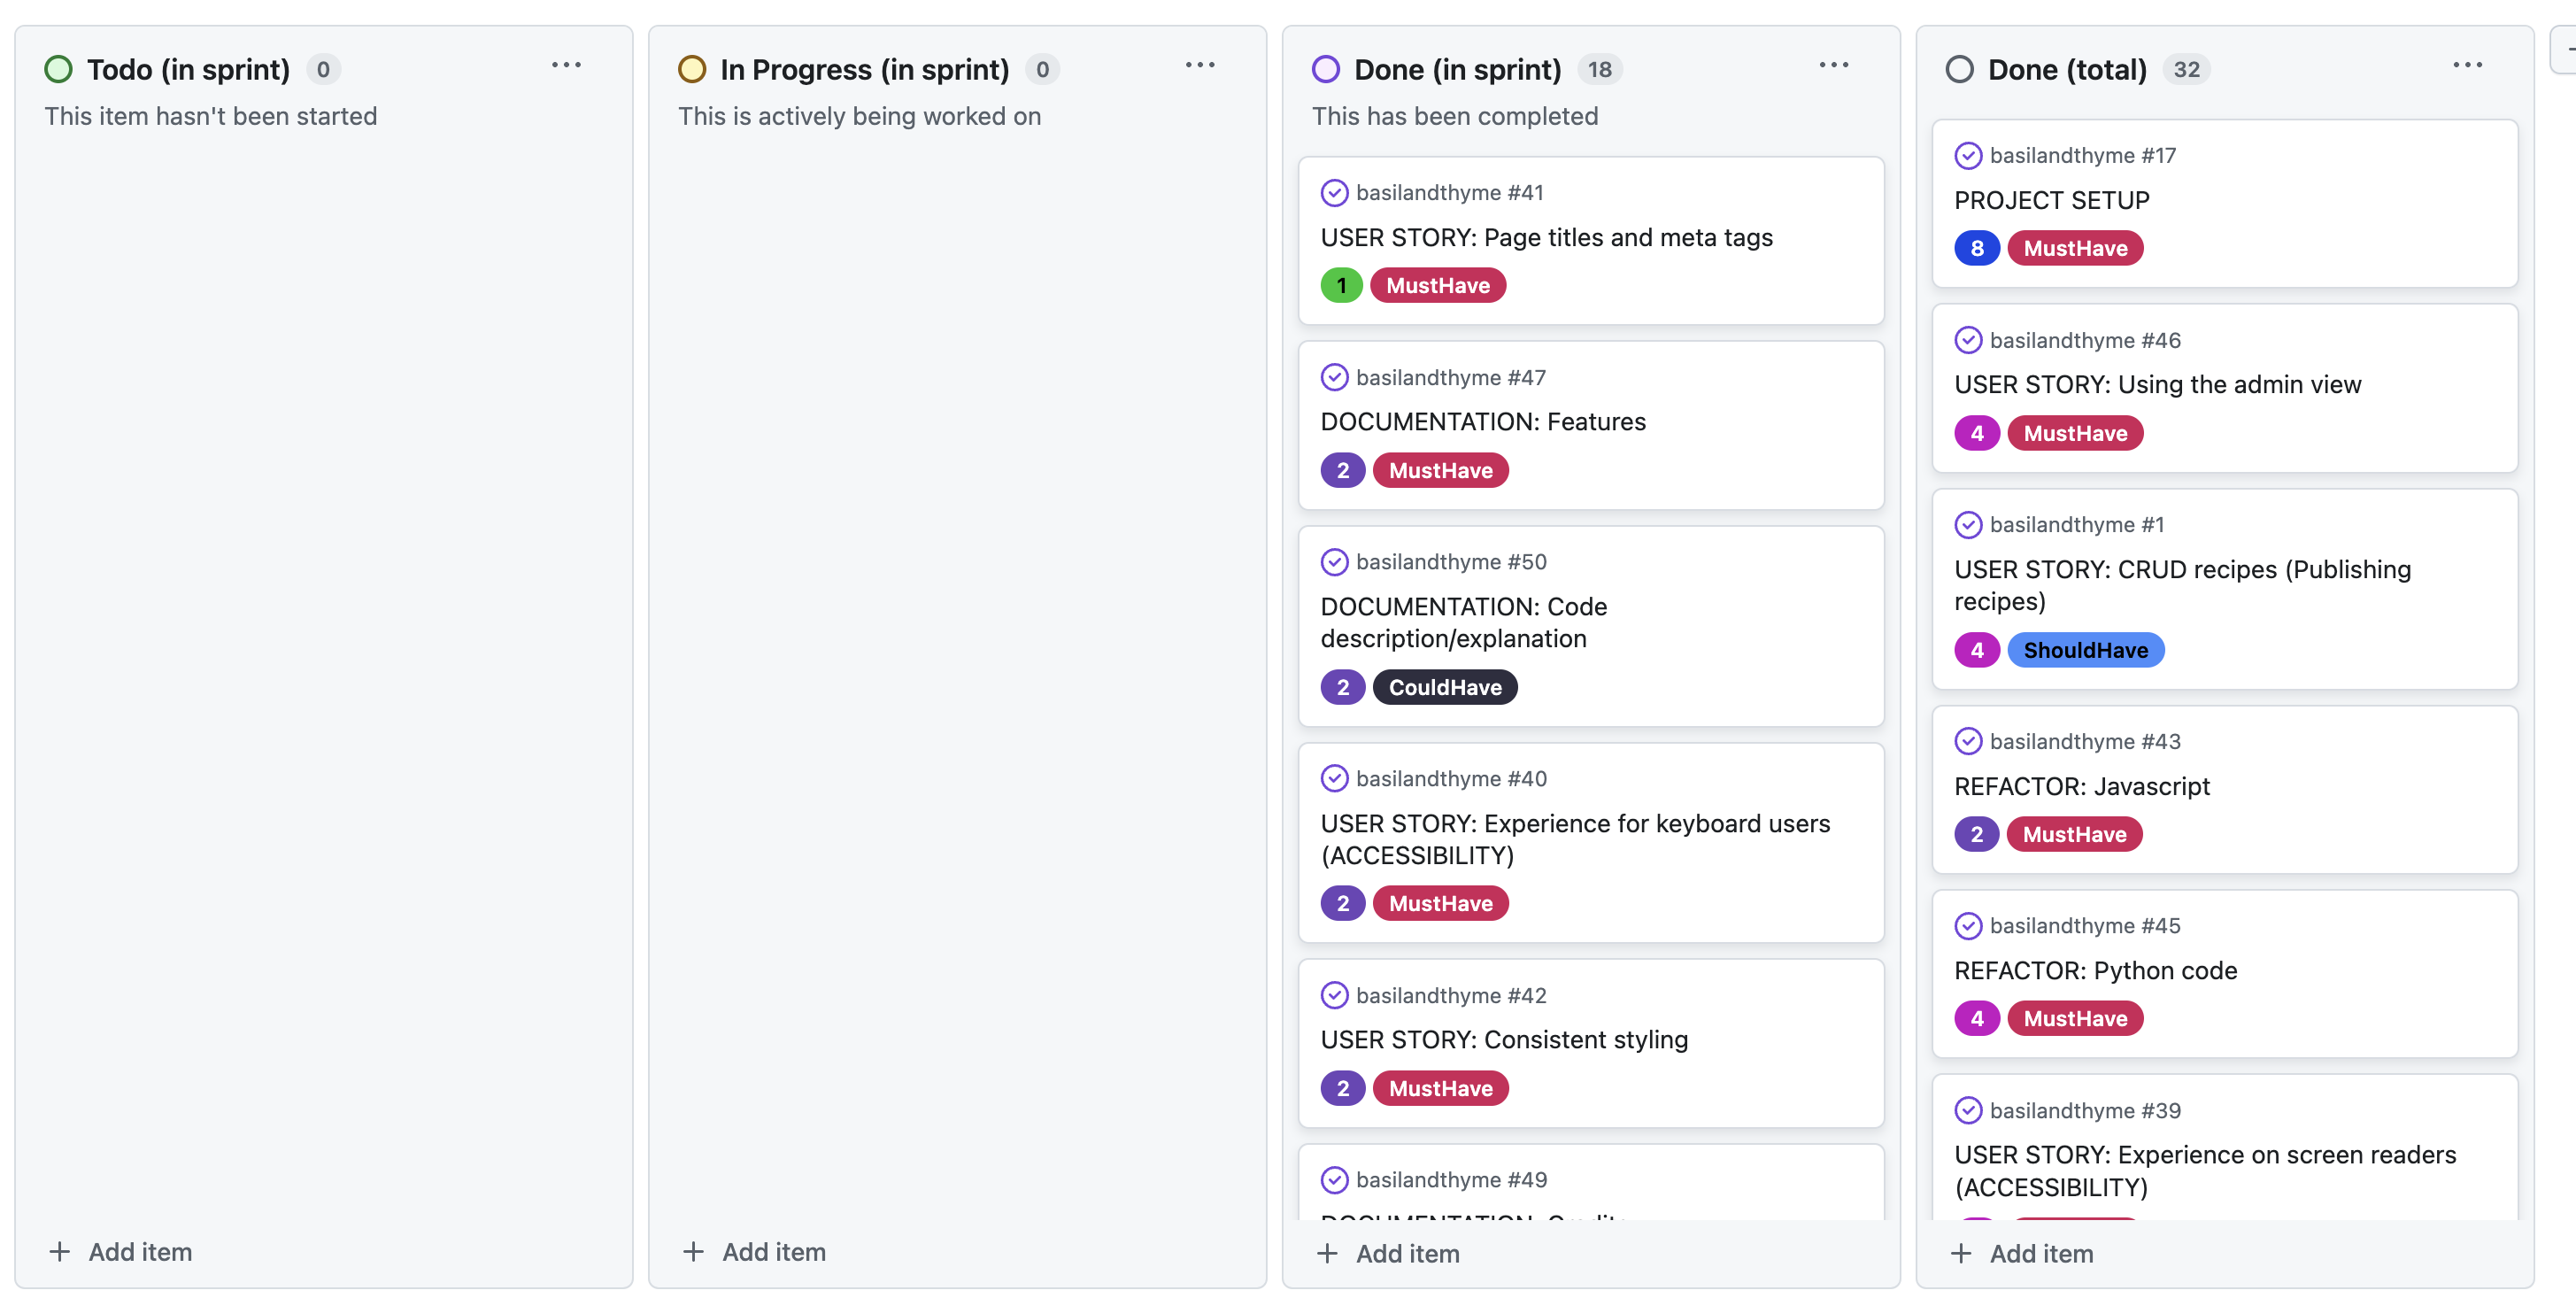 Todo (in sprint) 0
This item hasn't been started
Add item
In Progress (in sprint) 0
This is actively being worked on
Add item
Done (in sprint) 18
This has been completed
basilandthyme #41
USER STORY: Page titles and meta tags
1 MustHave
basilandthyme #47
DOCUMENTATION: Features
2 MustHave
basilandthyme #50
DOCUMENTATION: Code
description/explanation
2 CouldHave
basilandthyme #40
USER STORY: Experience for keyboard users
(ACCESSIBILITY)
2 MustHave
basilandthyme #42
USER STORY: Consistent styling
2 MustHave
basilandthyme #49
DOCUMENTATION: Credits
Add item
Done (total) 32
basilandthyme #17
PROJECT SETUP
8 MustHave
basilandthyme #46
USER STORY: Using the admin view
4 MustHave
basilandthyme #1
USER STORY: CRUD recipes (Publishing
recipes)
4 ShouldHave
basilandthyme #43
REFACTOR: Javascript
2 MustHave
basilandthyme #45
REFACTOR: Python code
4 MustHave
basilandthyme #39
USER STORY: Experience on screen readers
(ACCESSIBILITY)
Add item